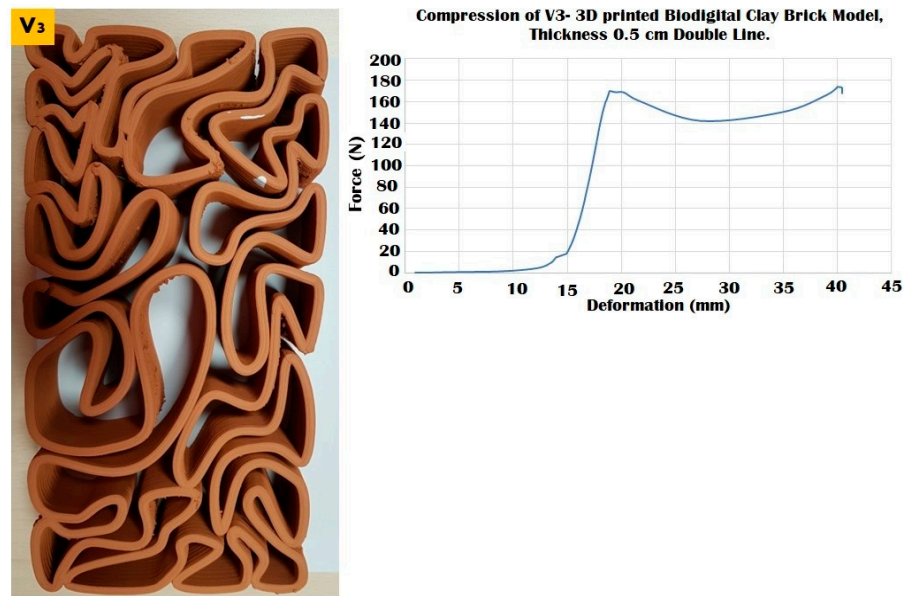 V3
Compression of V3- 3D printed Biodigital Clay Brick Model,
Thickness 0.5 cm Double Line.
200
180
160
140
120
100
80
60
40
20
0
Force (N)
0 5 10 15 20 25 30 35 40 45
Deformation (mm)